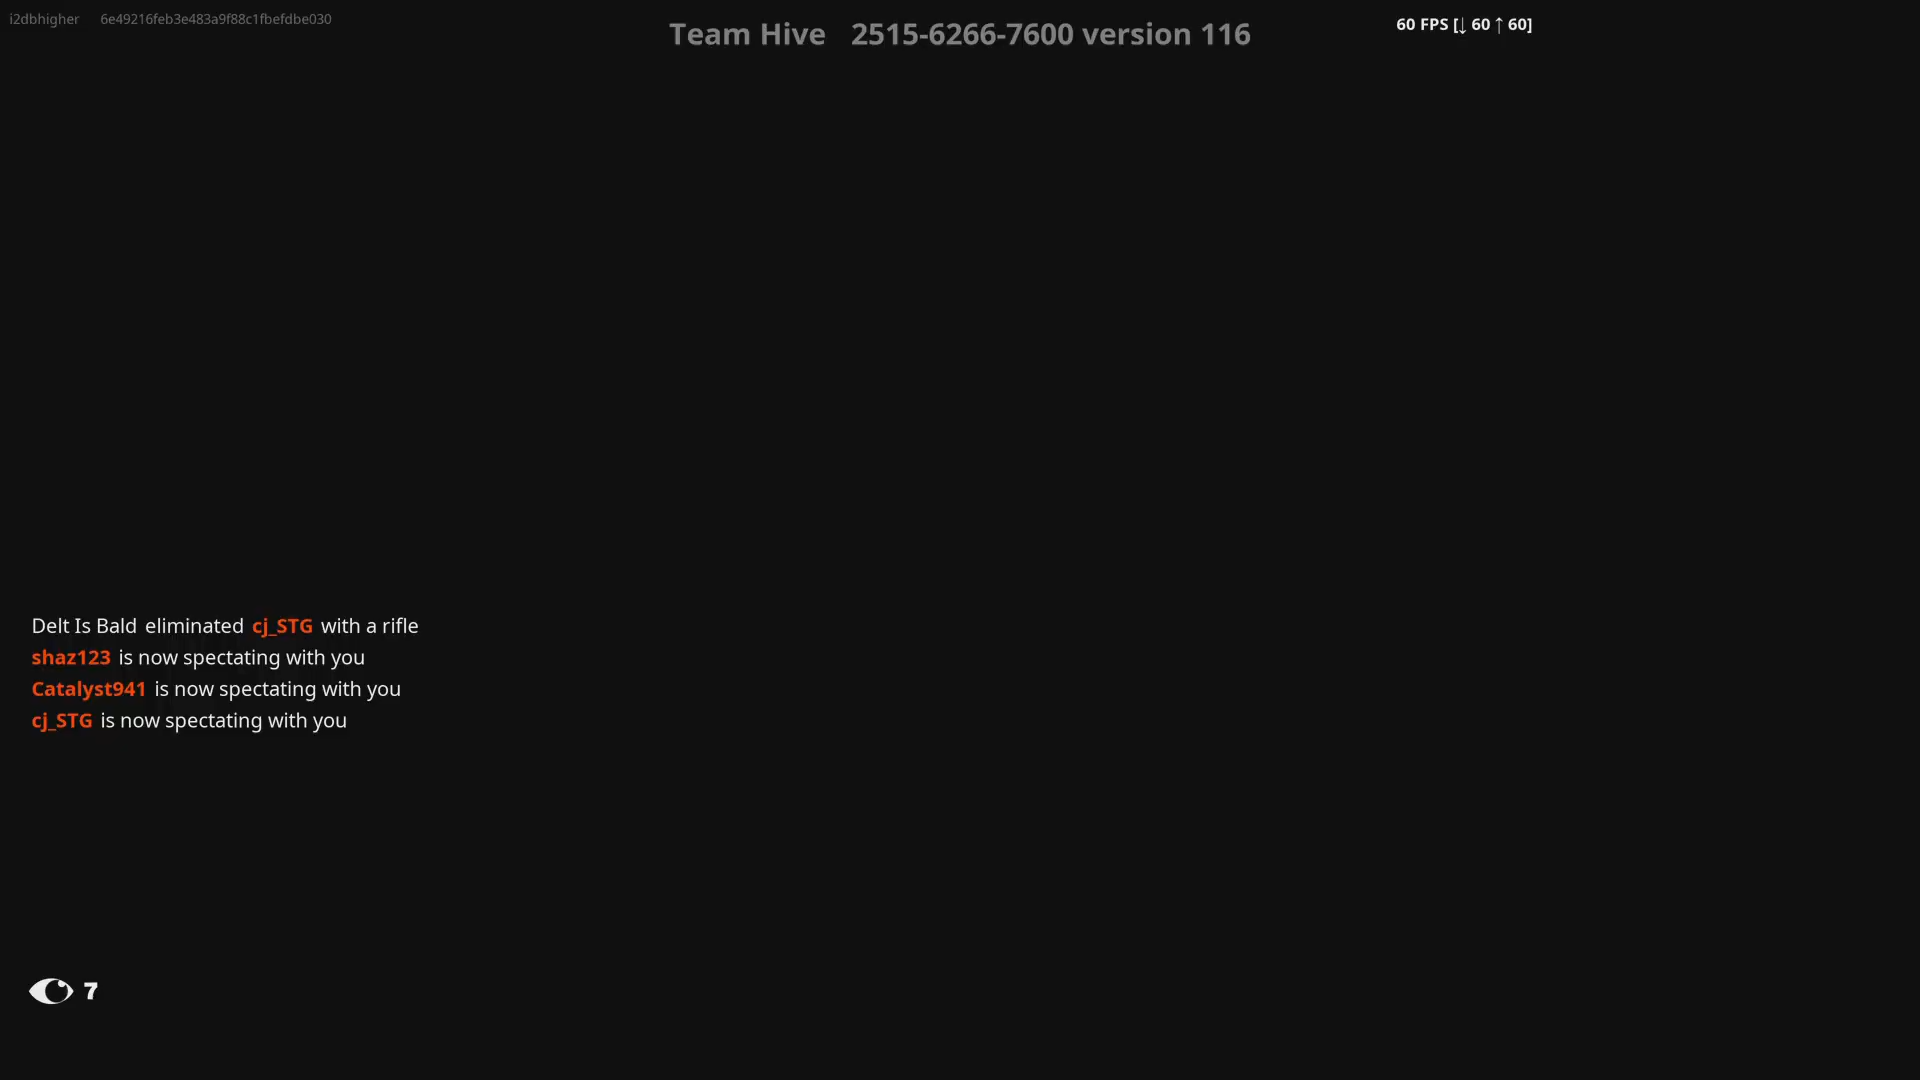 i2dbhigher 6e49216feb3e483a9f88c1fbefdbe030
Team Hive 2515-6266-7600 version 116
60 FPS [↓ 60 ↑ 60]
Delt Is Bald eliminated cj_STG with a rifle
shaz123 is now spectating with you
Catalyst941 is now spectating with you
cj_STG is now spectating with you
7